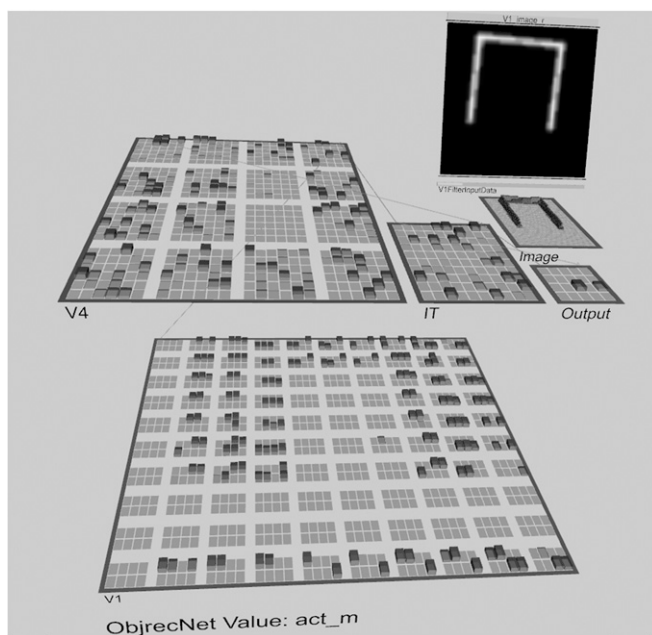 V1_image_r
V1FilteredInputData
Image
V4
IT
Output
V1
ObjrecNet Value: act_m